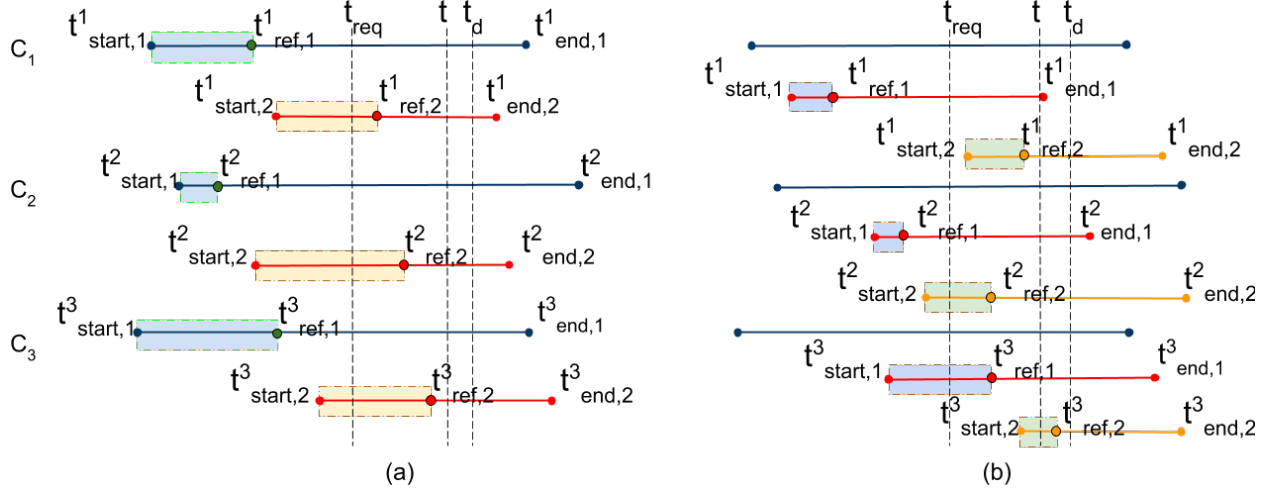 t_req t t_d
C_1 t^1_start,1 t^1_ref,1 t^1_end,1
t^1_start,2 t^1_ref,2 t^1_end,2
C_2 t^2_start,1 t^2_ref,1 t^2_end,1
t^2_start,2 t^2_ref,2 t^2_end,2
C_3 t^3_start,1 t^3_ref,1 t^3_end,1
t^3_start,2 t^3_ref,2 t^3_end,2
(a)
t_req t t_d
t^1_start,1 t^1_ref,1 t^1_end,1
t^1_start,2 t^1_ref,2 t^1_end,2
t^2_start,1 t^2_ref,1 t^2_end,1
t^2_start,2 t^2_ref,2 t^2_end,2
t^3_start,1 t^3_ref,1 t^3_end,1
t^3_start,2 t^3_ref,2 t^3_end,2
(b)